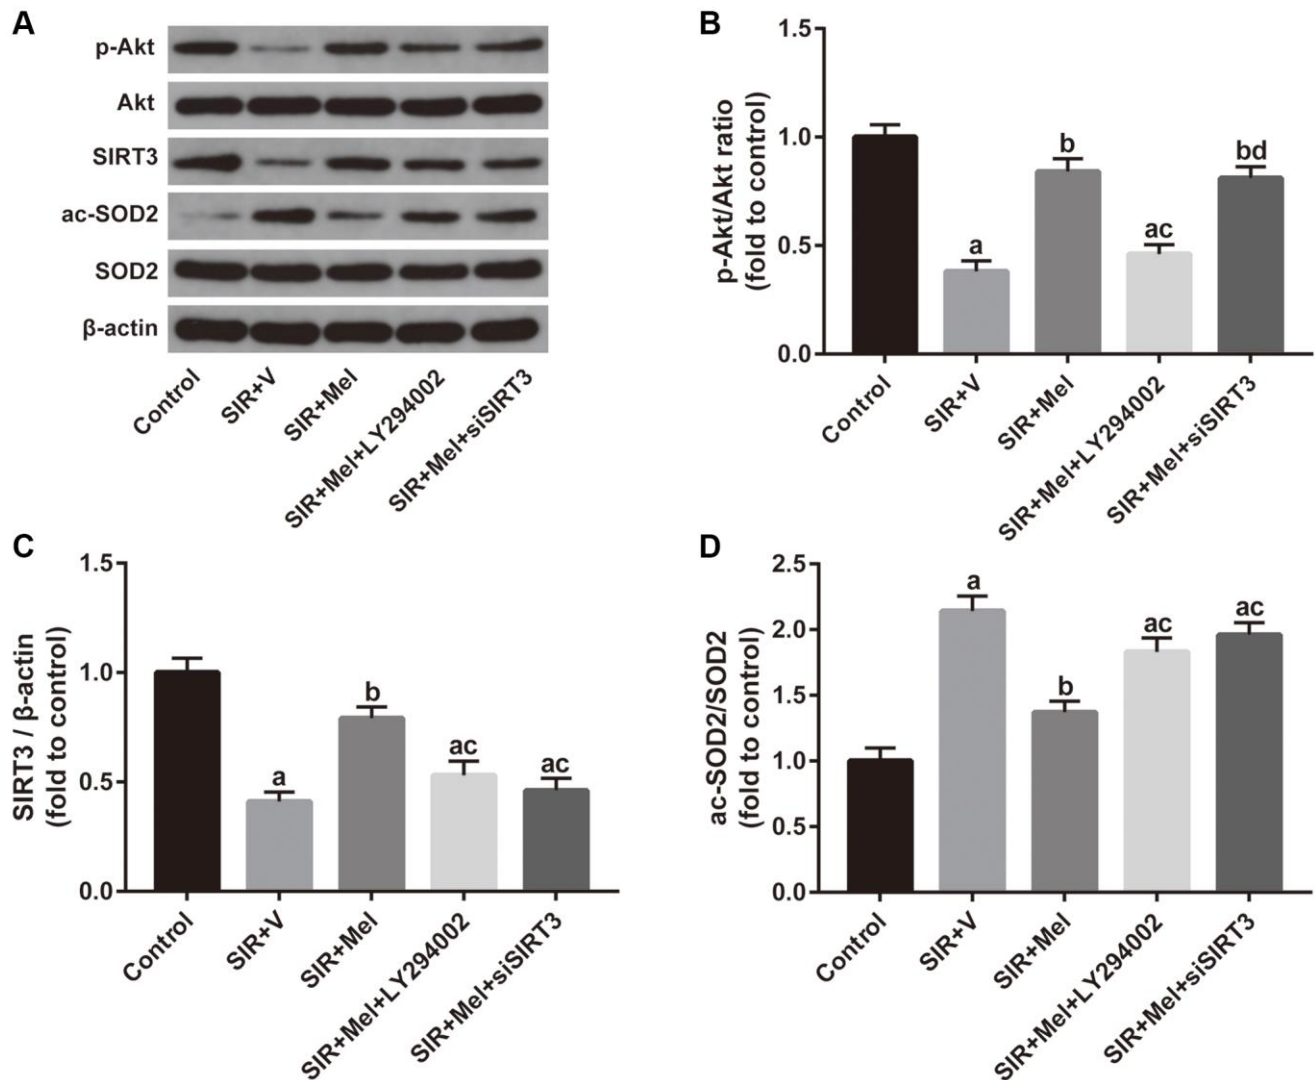 A
p-Akt
Akt
SIRT3
ac-SOD2
SOD2
β-actin
Control
SIR+V
SIR+Mel
SIR+Mel+LY294002
SIR+Mel+siSIRT3
B
p-Akt/Akt ratio
(fold to control)
1.5
1.0
0.5
0.0
a
b
ac
bd
Control
SIR+V
SIR+Mel
SIR+Mel+LY294002
SIR+Mel+siSIRT3
C
SIRT3 / β-actin
(fold to control)
1.5
1.0
0.5
0.0
a
b
ac
ac
Control
SIR+V
SIR+Mel
SIR+Mel+LY294002
SIR+Mel+siSIRT3
D
ac-SOD2/SOD2
(fold to control)
2.5
2.0
1.5
1.0
0.5
0.0
a
b
ac
ac
Control
SIR+V
SIR+Mel
SIR+Mel+LY294002
SIR+Mel+siSIRT3